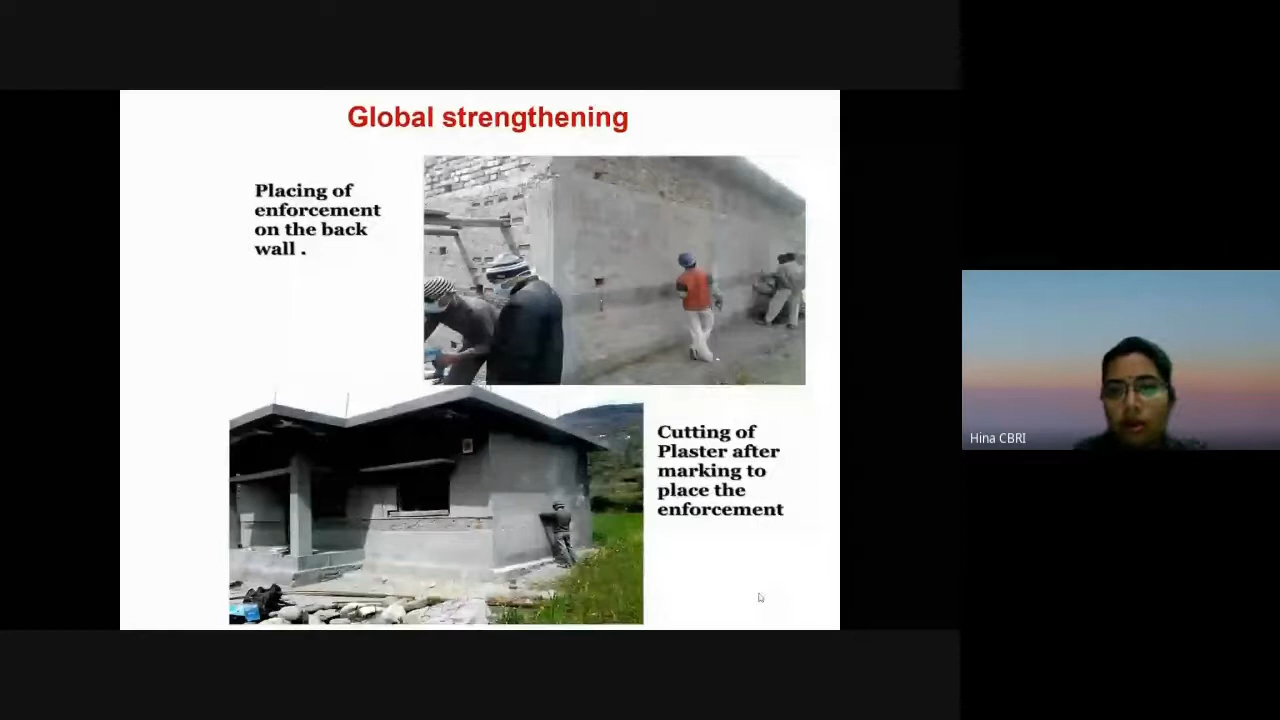 Global strengthening
Placing of
enforcement
on the back
wall .
Cutting of
Plaster after
marking to
place the
enforcement
Hina CBRI